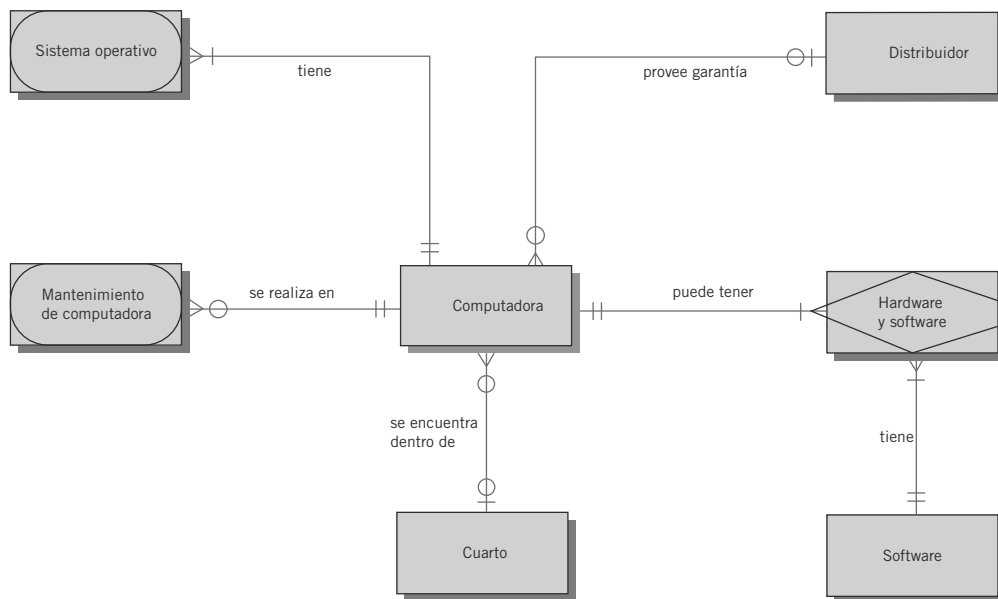 Sistema operativo
tiene
provee garantía
Distribuidor
Mantenimiento
de computadora
se realiza en
Computadora
puede tener
Hardware
y software
se encuentra
dentro de
tiene
Cuarto
Software